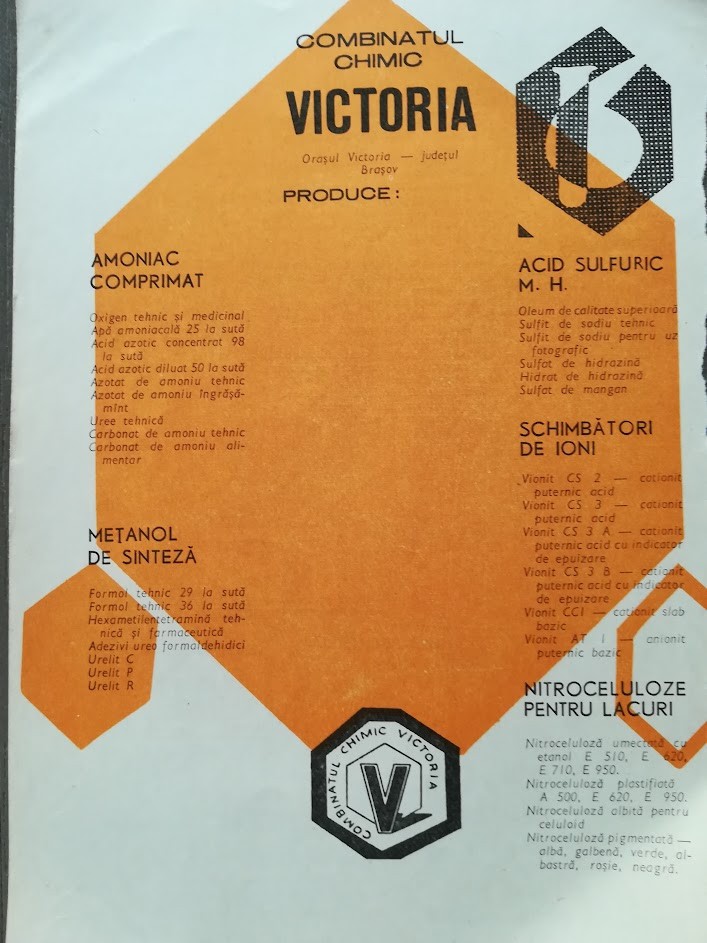 COMBINATUL
CHIMIC
VICTORIA
Orașul Victoria — județul
Brașov
PRODUCE :
AMONIAC
COMPRIMAT
Oxigen tehnic și medicinal
Apă amoniacală 25 la sută
Acid azotic concentrat 98
la sută
Acid azotic diluat 50 la sută
Azotat de amoniu tehnic
Azotat de amoniu îngrășă-
mînt
Uree tehnică
Carbonat de amoniu tehnic
Carbonat de amoniu ali-
mentar
METANOL
DE SINTEZĂ
Formol tehnic 29 la sută
Formol tehnic 36 la sută
Hexametilentetramină teh-
nică și farmaceutică
Adezivi ureo formaldehidici
Urelit C
Urelit P
Urelit R
ACID SULFURIC
M. H.
Oleum de calitate superioară
Sulfit de sodiu tehnic
Sulfit de sodiu pentru uz
fotografic
Sulfat de hidrazină
Hidrat de hidrazină
Sulfat de mangan
SCHIMBĂTORI
DE IONI
Vionit CS 2 — cationit
puternic acid
Vionit CS 3 — cationit
puternic acid
Vionit CS 3 A — cationit
puternic acid cu indicator
de epuizare
Vionit CS 3 B — cationit
puternic acid cu indicator
de epuizare
Vionit CC1 — cationit slab
bazic
Vionit AT 1 — anionit
puternic bazic
NITROCELULOZE
PENTRU LACURI
Nitroceluloză umectată cu
etanol E 510, E 620,
E 710, E 950.
Nitroceluloză plastifiată
A 500, E 620, E 950.
Nitroceluloză albită pentru
celuloid
Nitroceluloză pigmentată —
albă, galbenă, verde, al-
bastră, roșie, neagră.
COMBINATUL CHIMIC VICTORIA
V